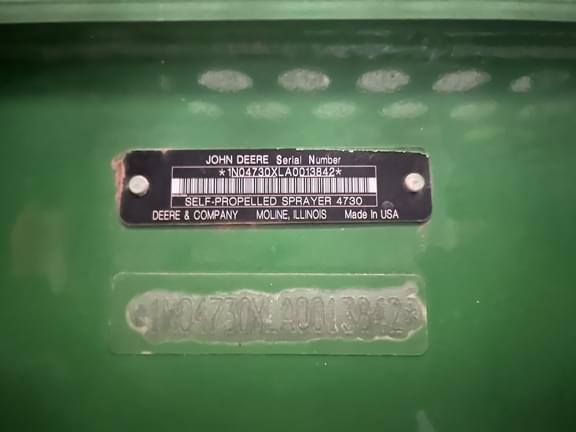 JOHN DEERE Serial Number
*1N04730XLA0013842*
SELF-PROPELLED SPRAYER 4730
DEERE & COMPANY MOLINE, ILLINOIS Made In USA
*1N04730XLA0013842*